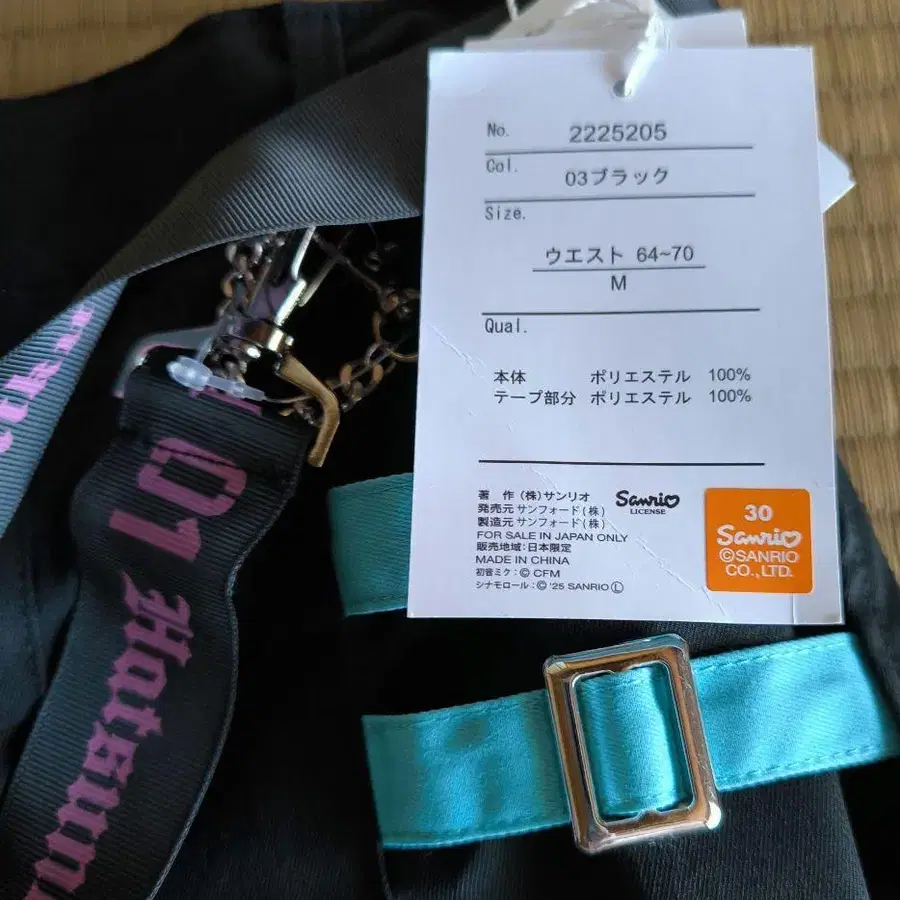 No. 2225205
Col. 03ブラック
Size.
ウエスト 64~70
M
Qual.
本体 ポリエステル 100%
テープ部分 ポリエステル 100%
著 作 (株)サンリオ
発売元 サンフォード(株)
製造元 サンフォード(株)
FOR SALE IN JAPAN ONLY
販売地域:日本限定
MADE IN CHINA
初音ミク:© CFM
シナモロール:© '25 SANRIO Ⓛ
Sanrio
LICENSE
30
Sanrio
©SANRIO
CO.,LTD.
01 Hatsun